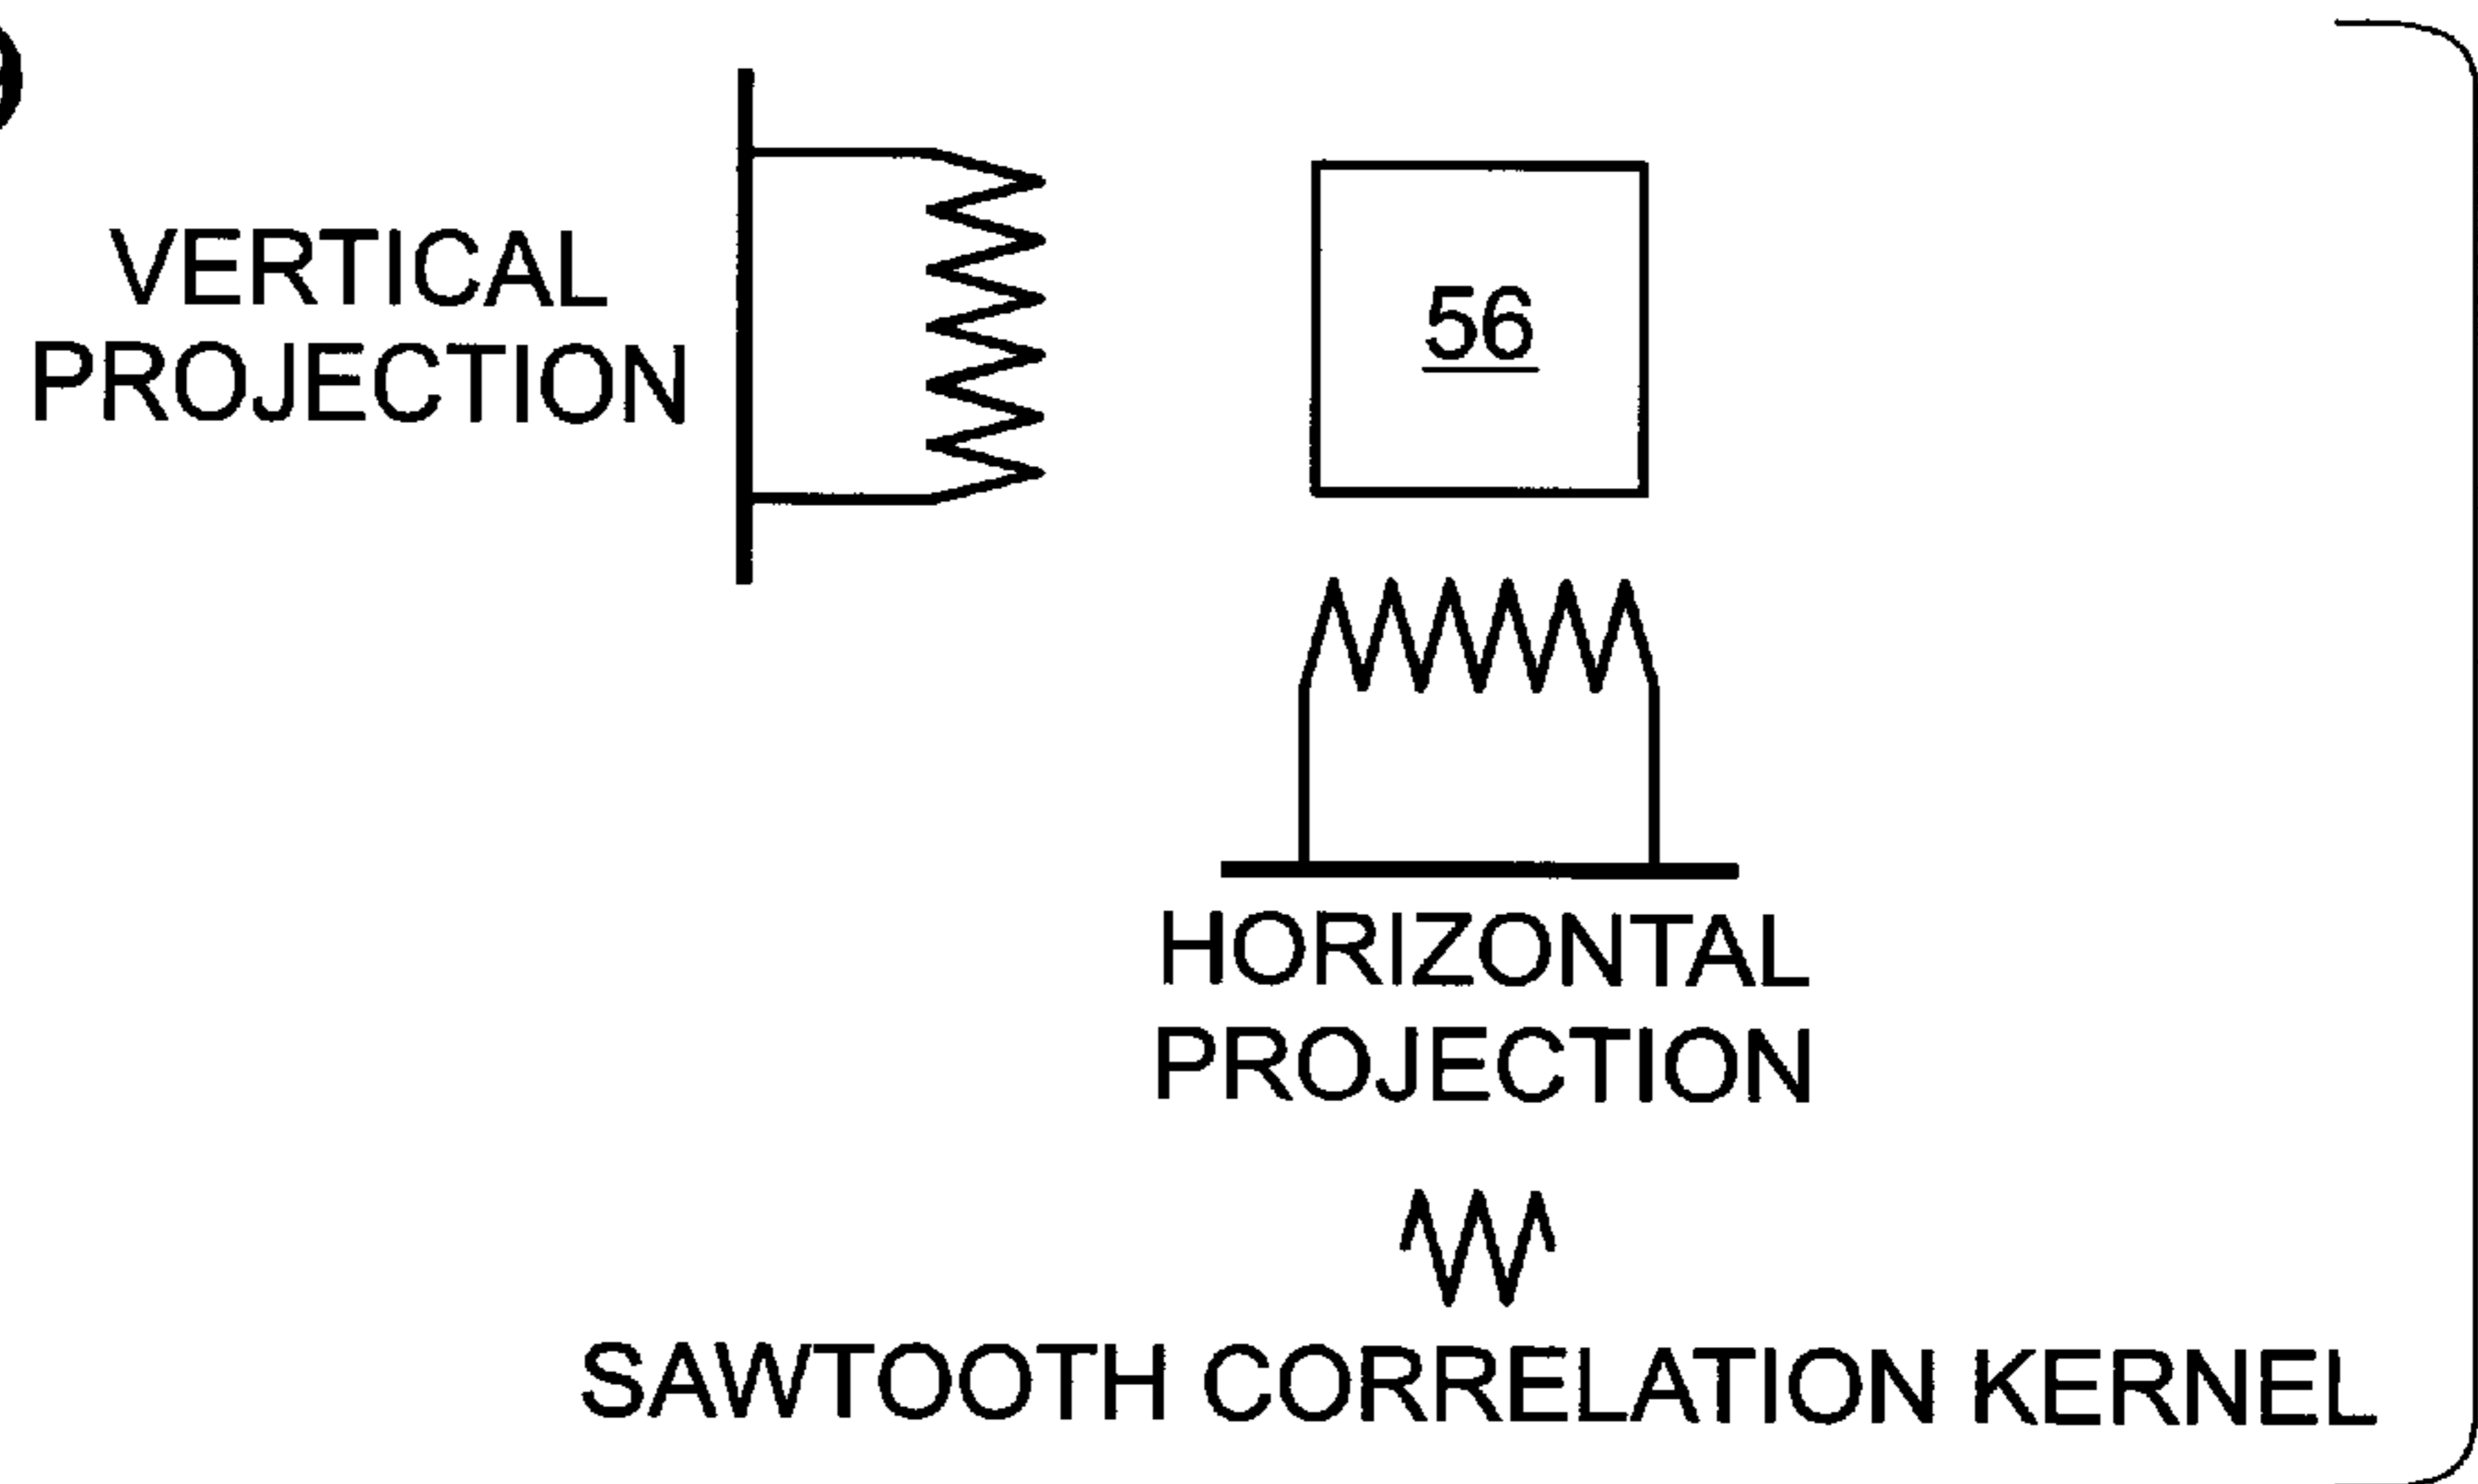 VERTICAL
PROJECTION
56
HORIZONTAL
PROJECTION
SAWTOOTH CORRELATION KERNEL